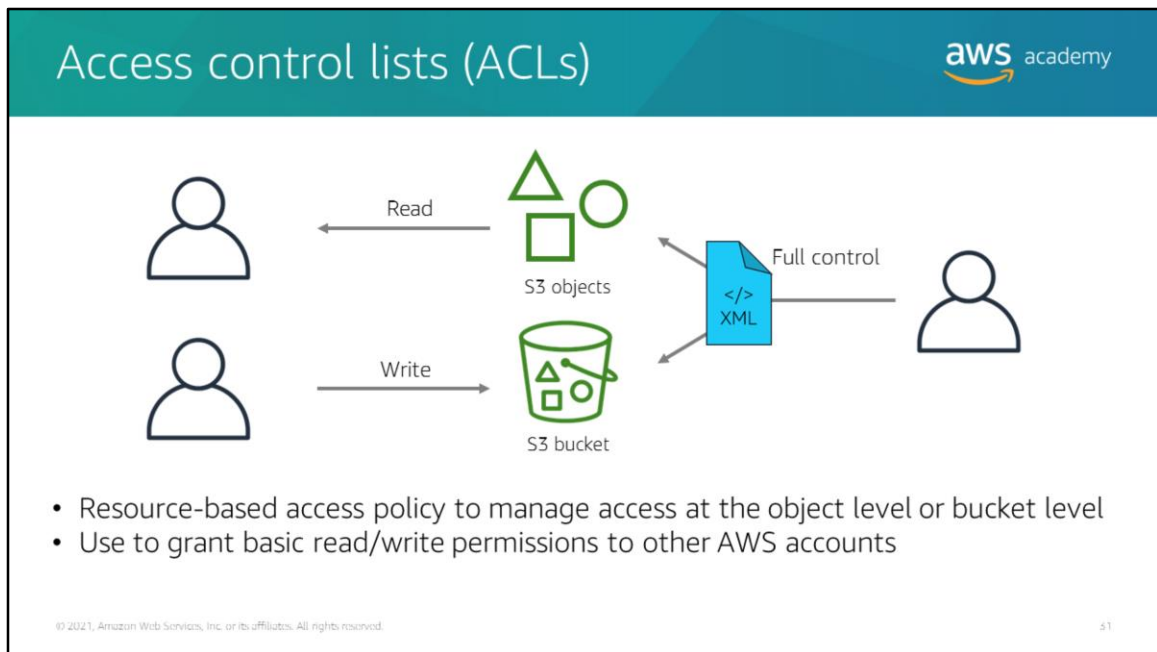 Access control lists (ACLs)
aws academy
Read
S3 objects
Full control
</>
XML
Write
S3 bucket
• Resource-based access policy to manage access at the object level or bucket level
• Use to grant basic read/write permissions to other AWS accounts
© 2021, Amazon Web Services, Inc. or its affiliates. All rights reserved.
31